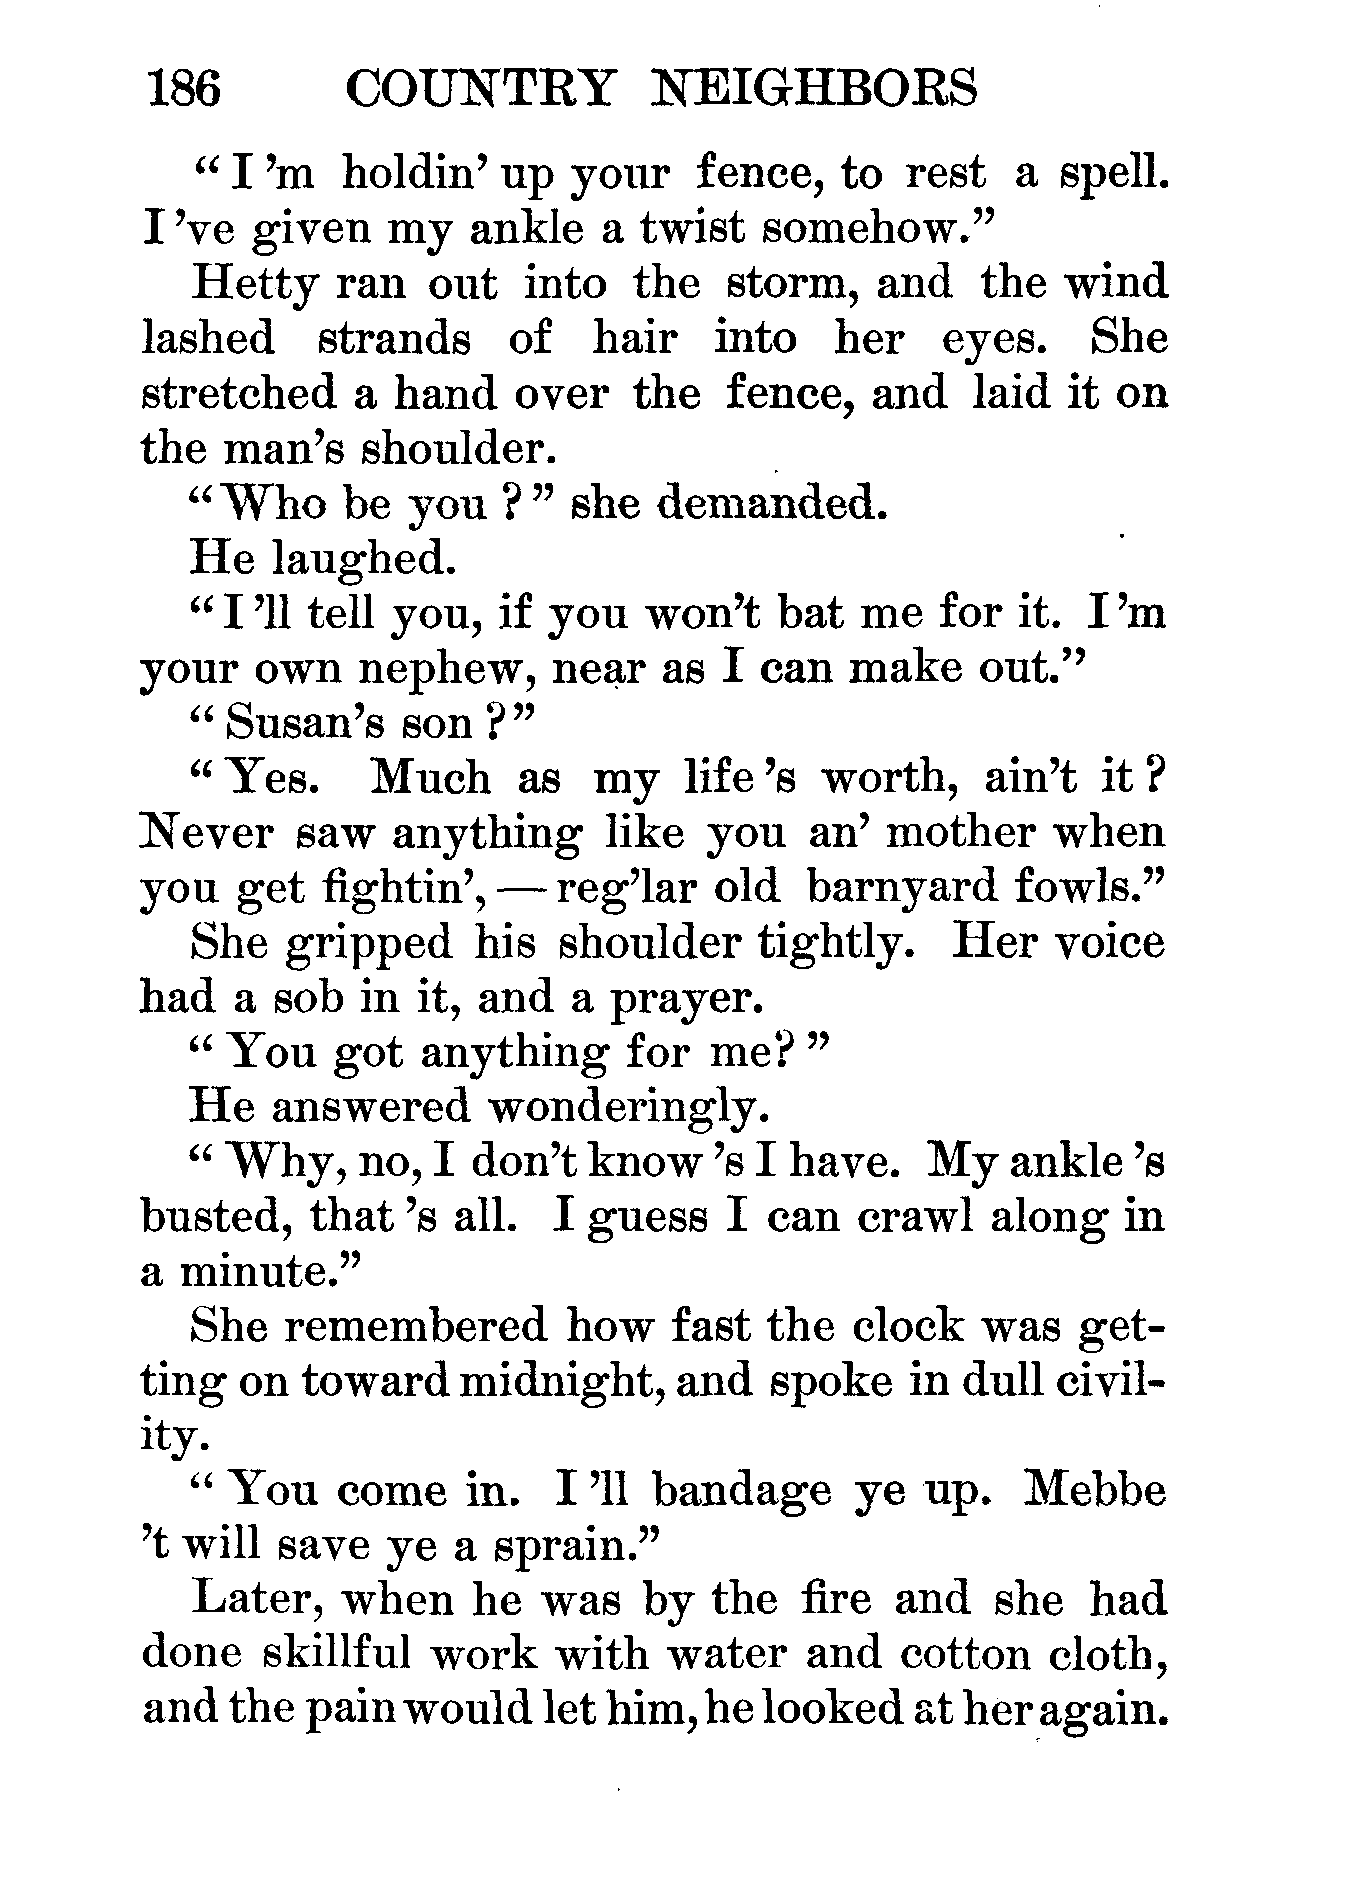 186 COUNTRY NEIGHBORS
“ I ’m holdin’ up your fence, to rest a spell.
I ’ve given my ankle a twist somehow.”
Hetty ran out into the storm, and the wind
lashed strands of hair into her eyes. She
stretched a hand over the fence, and laid it on
the man’s shoulder.
“ Who be you ? ” she demanded.
He laughed.
“ I ’ll tell you, if you won’t bat me for it. I ’m
your own nephew, near as I can make out.”
“ Susan’s son ? ”
“ Yes. Much as my life ’s worth, ain’t it ?
Never saw anything like you an’ mother when
you get fightin’, — reg’lar old barnyard fowls.”
She gripped his shoulder tightly. Her voice
had a sob in it, and a prayer.
“ You got anything for me? ”
He answered wonderingly.
“ Why, no, I don’t know ’s I have. My ankle ’s
busted, that ’s all. I guess I can crawl along in
a minute.”
She remembered how fast the clock was get-
ting on toward midnight, and spoke in dull civil-
ity.
“ You come in. I ’ll bandage ye up. Mebbe
’t will save ye a sprain.”
Later, when he was by the fire and she had
done skillful work with water and cotton cloth,
and the pain would let him, he looked at her again.